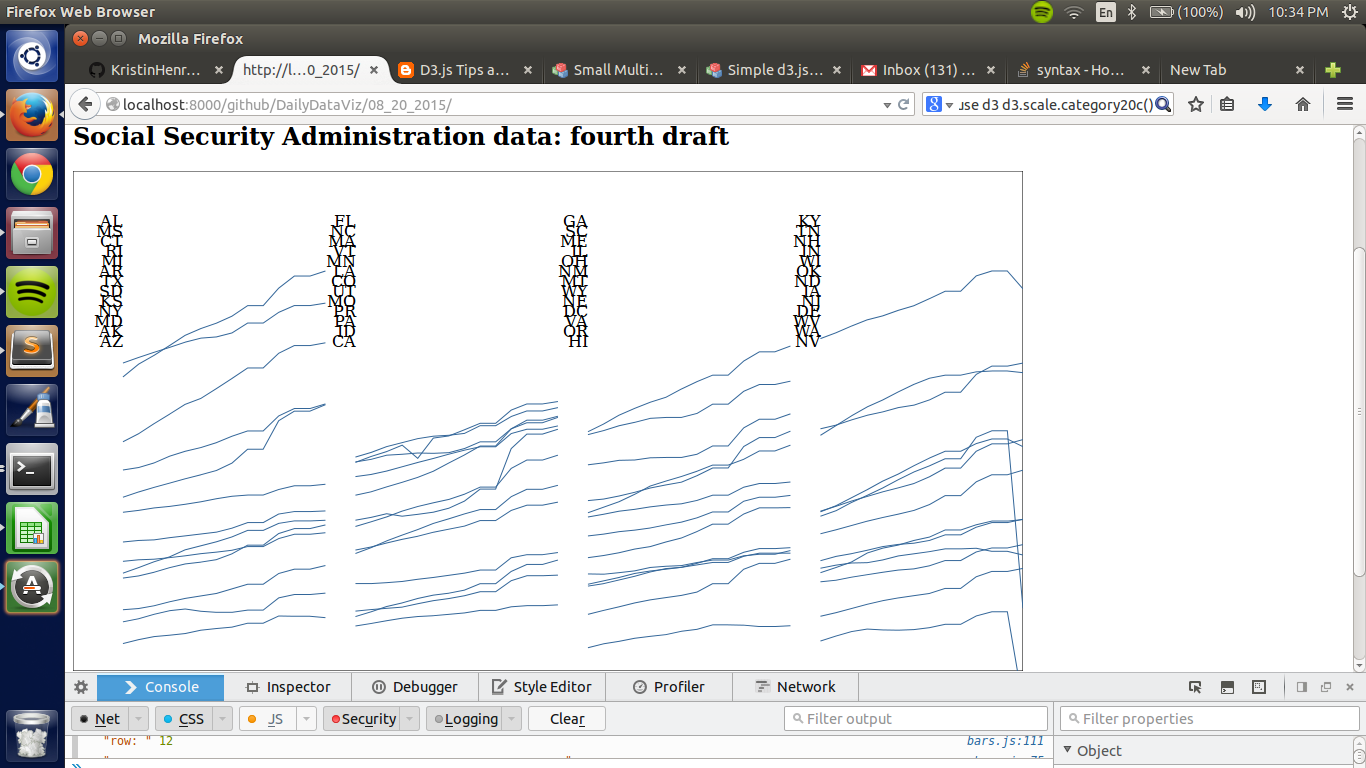 Firefox Web Browser
En
(100%)
10:34 PM
Mozilla Firefox
KristinHenr...
http://l...0_2015/
D3.js Tips a...
Small Multi...
Simple d3.js...
Inbox (131) ...
syntax - Ho...
New Tab
localhost:8000/github/DailyDataViz/08_20_2015/
use d3 d3.scale.category20c()
Social Security Administration data: fourth draft
AL FL GA KY
MS NC SC TN
CT MA ME NH
RI VT IL IN
MI MN OH WI
AR LA NM OK
TX CO MT ND
SD UT WY IA
KS MO NE NJ
NY PR DC DE
MD PA VA WV
AK ID OR WA
AZ CA HI NV
Console
Inspector
Debugger
Style Editor
Profiler
Network
Net
CSS
JS
Security
Logging
Clear
Filter output
Filter properties
"row: " 12
bars.js:111
Object